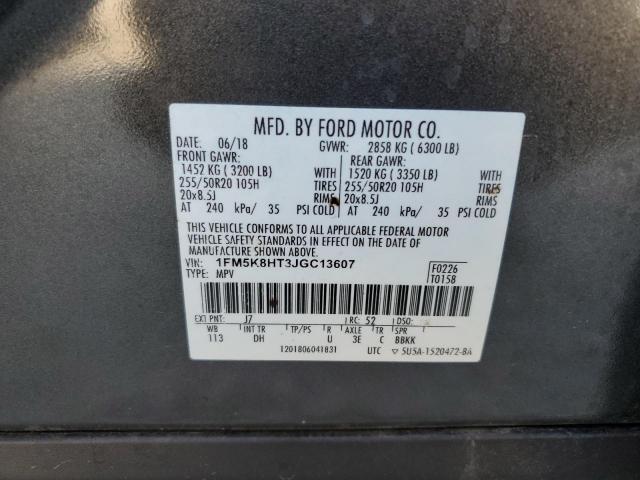 MFD. BY FORD MOTOR CO.
DATE: 06/18 GVWR: 2858 KG ( 6300 LB)
FRONT GAWR: REAR GAWR:
1452 KG ( 3200 LB) WITH 1520 KG ( 3350 LB) WITH
255/50R20 105H TIRES 255/50R20 105H TIRES
20x8.5J RIMS 20x8.5J RIMS
AT 240 kPa/ 35 PSI COLD AT 240 kPa/ 35 PSI COLD
THIS VEHICLE CONFORMS TO ALL APPLICABLE FEDERAL MOTOR
VEHICLE SAFETY STANDARDS IN EFFECT ON THE DATE OF
MANUFACTURE SHOWN ABOVE.
VIN: 1FM5K8HT3JGC13607 F0226
TYPE: MPV T0158
EXT PNT: J7 RC: 52 DSO:
WB INT TR TP/PS R AXLE TR SPR
113 DH U 3E C BBKK
1201806041831 UTC ▽ 5U5A-1520472-BA